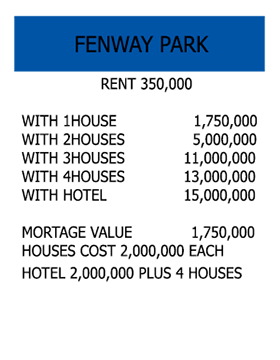 FENWAY PARK
RENT 350,000
WITH 1HOUSE 1,750,000
WITH 2HOUSES 5,000,000
WITH 3HOUSES 11,000,000
WITH 4HOUSES 13,000,000
WITH HOTEL 15,000,000
MORTAGE VALUE 1,750,000
HOUSES COST 2,000,000 EACH
HOTEL 2,000,000 PLUS 4 HOUSES